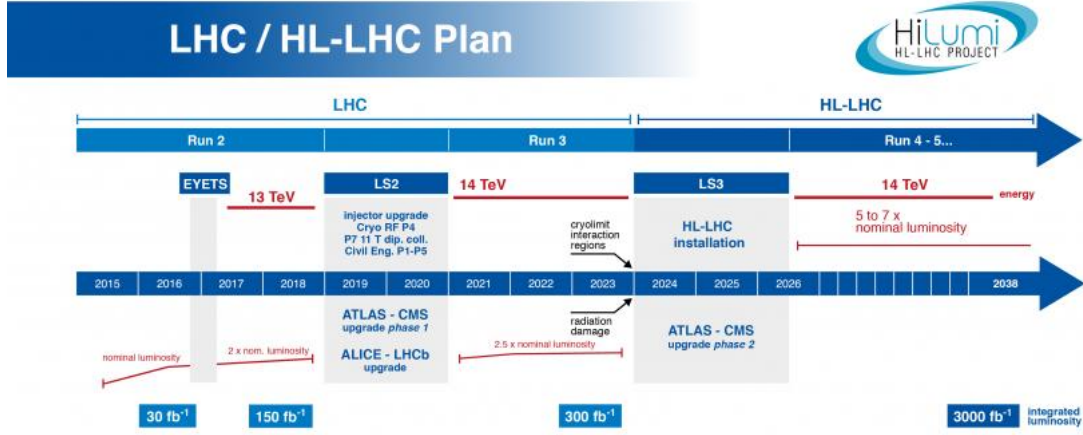 LHC / HL-LHC Plan
HiLumi
HL-LHC PROJECT
LHC
HL-LHC
Run 2
Run 3
Run 4 - 5...
EYETS
13 TeV
LS2
14 TeV
LS3
14 TeV
energy
injector upgrade
Cryo RF P4
P7 11 T dip. coll.
Civil Eng. P1-P5
cryolimit
interaction
regions
HL-LHC
installation
5 to 7 x
nominal luminosity
2015 2016 2017 2018 2019 2020 2021 2022 2023 2024 2025 2026 2038
nominal luminosity
2 x nom. luminosity
ATLAS - CMS
upgrade phase 1
ALICE - LHCb
upgrade
2.5 x nominal luminosity
radiation
damage
ATLAS - CMS
upgrade phase 2
30 fb⁻¹
150 fb⁻¹
300 fb⁻¹
3000 fb⁻¹
integrated
luminosity